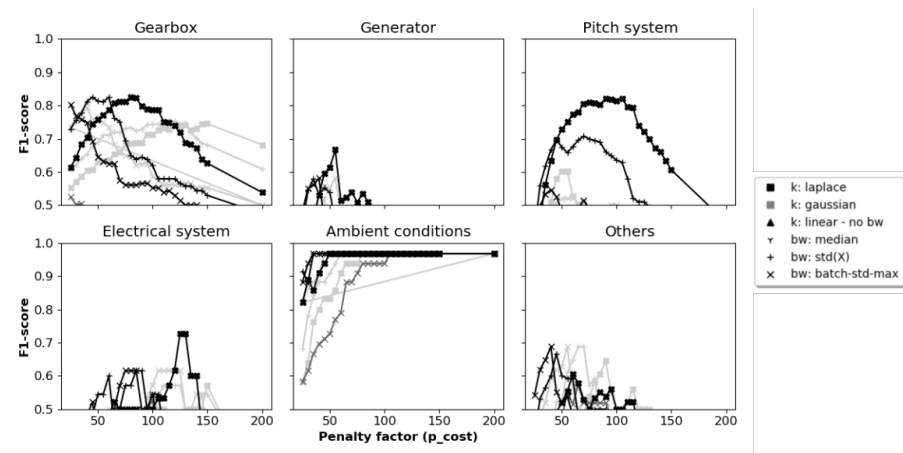 Gearbox
Generator
Pitch system
1.0
0.9
0.8
0.7
0.6
0.5
F1-score
k: laplace
k: gaussian
k: linear - no bw
bw: median
bw: std(X)
bw: batch-std-max
Electrical system
Ambient conditions
Others
1.0
0.9
0.8
0.7
0.6
0.5
F1-score
50 100 150 200
50 100 150 200
50 100 150 200
Penalty factor (p_cost)